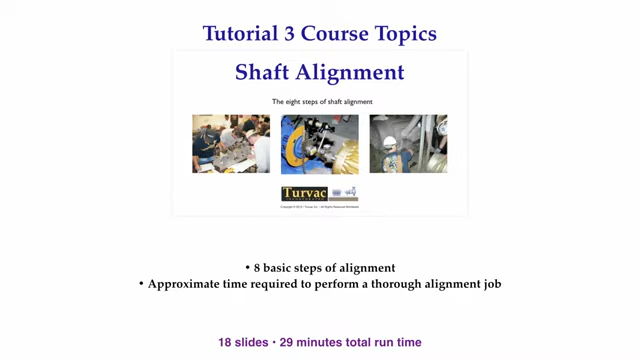 Tutorial 3 Course Topics
Shaft Alignment
The eight steps of shaft alignment
Turvac
• 8 basic steps of alignment
• Approximate time required to perform a thorough alignment job
18 slides • 29 minutes total run time